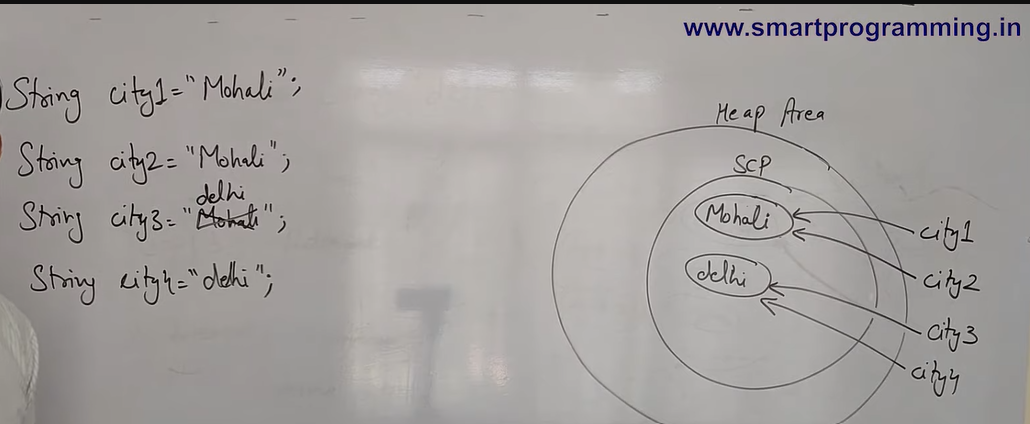 www.smartprogramming.in
String city1="Mohali";
String city2="Mohali";
delhi
String city3="Mohali";
String city4="delhi";
Heap Area
SCP
Mohali
delhi
city1
city2
city3
city4